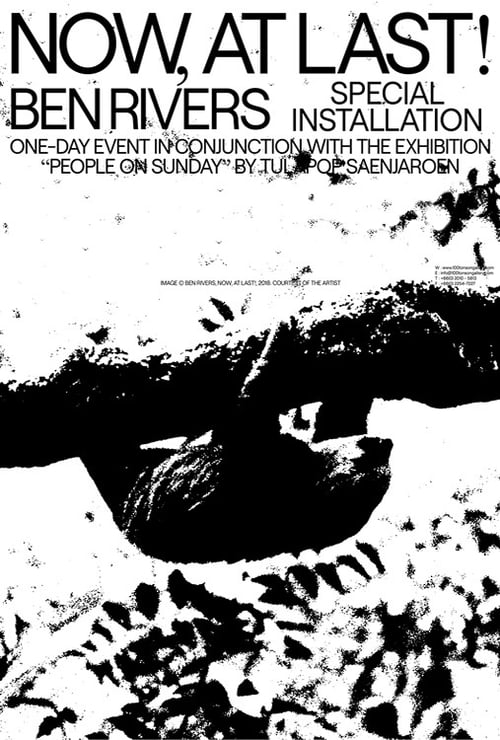 NOW, AT LAST!
BEN RIVERS
SPECIAL
INSTALLATION
ONE-DAY EVENT IN CONJUNCTION WITH THE EXHIBITION
“PEOPLE ON SUNDAY” BY TULAPOP SAENJAROEN
IMAGE © BEN RIVERS, NOW, AT LAST!, 2018. COURTESY OF THE ARTIST